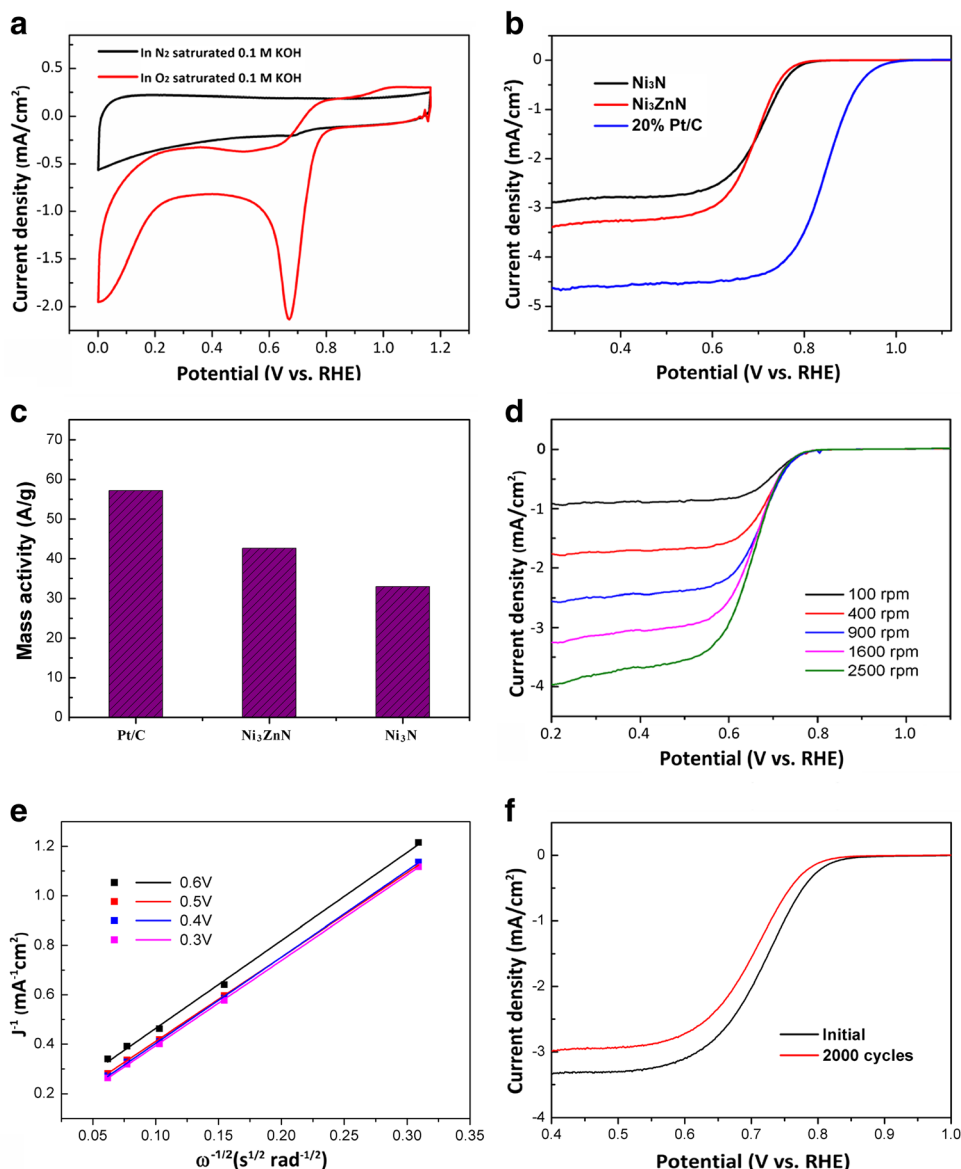 a
In N2 satrurated 0.1 M KOH
In O2 satrurated 0.1 M KOH
0.5
0.0
-0.5
-1.0
-1.5
-2.0
Current density (mA/cm2)
0.0 0.2 0.4 0.6 0.8 1.0 1.2
Potential (V vs. RHE)
b
Ni3N
Ni3ZnN
20% Pt/C
0
-1
-2
-3
-4
-5
Current density (mA/cm2)
0.4 0.6 0.8 1.0
Potential (V vs. RHE)
c
70
60
50
40
30
20
10
0
Mass activity (A/g)
Pt/C Ni3ZnN Ni3N
d
0
-1
-2
-3
-4
Current density (mA/cm2)
100 rpm
400 rpm
900 rpm
1600 rpm
2500 rpm
0.2 0.4 0.6 0.8 1.0
Potential (V vs. RHE)
e
1.2
1.0
0.8
0.6
0.4
0.2
J-1 (mA-1cm2)
0.6V
0.5V
0.4V
0.3V
0.05 0.10 0.15 0.20 0.25 0.30 0.35
ω-1/2(s1/2 rad-1/2)
f
0
-1
-2
-3
-4
Current density (mA/cm2)
Initial
2000 cycles
0.4 0.5 0.6 0.7 0.8 0.9 1.0
Potential (V vs. RHE)